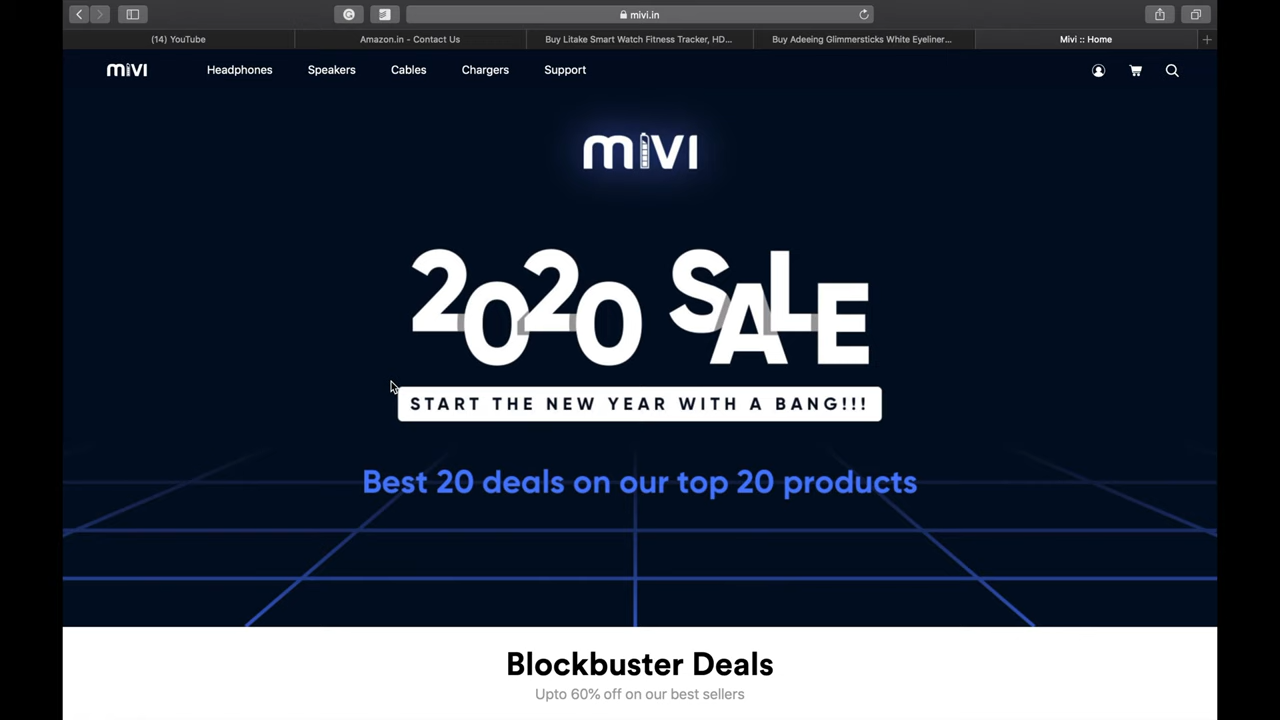 mivi.in
(14) YouTube
Amazon.in - Contact Us
Buy Litake Smart Watch Fitness Tracker, HD...
Buy Adeeing Glimmersticks White Eyeliner...
Mivi :: Home
mivi
Headphones
Speakers
Cables
Chargers
Support
mivi
2020 SALE
START THE NEW YEAR WITH A BANG!!!
Best 20 deals on our top 20 products
Blockbuster Deals
Upto 60% off on our best sellers